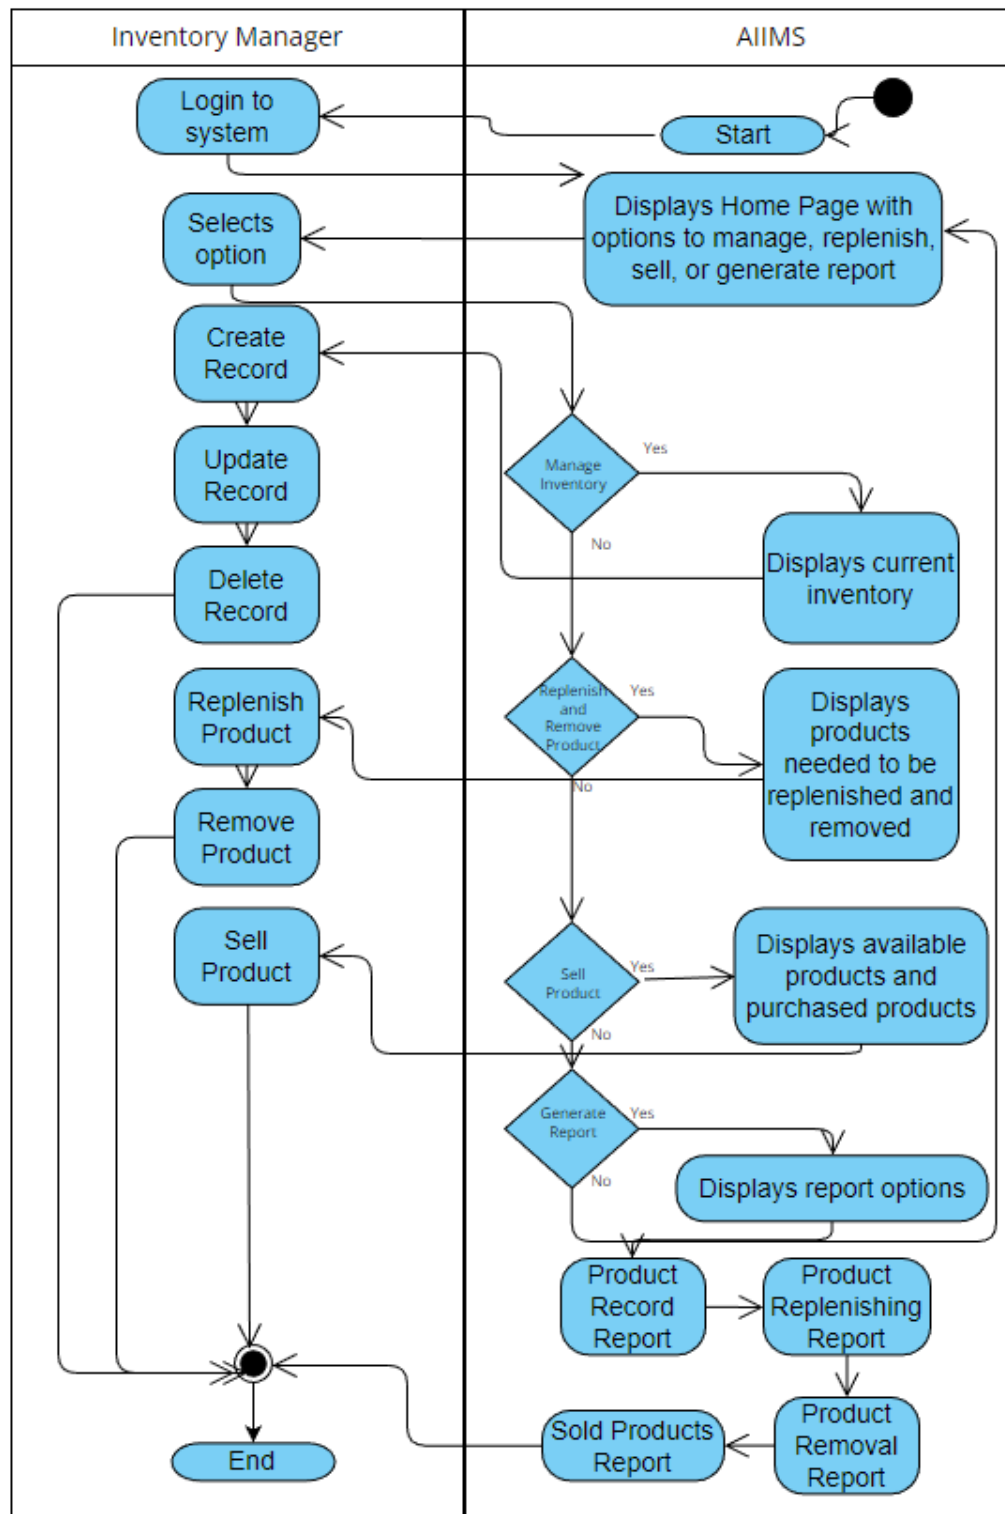 Inventory Manager
AIIMS
Login to
system
Start
Displays Home Page with
options to manage, replenish,
sell, or generate report
Selects
option
Create
Record
Update
Record
Delete
Record
Manage
Inventory
Yes
No
Displays current
inventory
Replenish
Product
Replenish
and
Remove
Product
Yes
No
Displays
products
needed to be
replenished and
removed
Remove
Product
Sell
Product
Sell
Product
Yes
No
Displays available
products and
purchased products
Generate
Report
Yes
No
Displays report options
Product
Record
Report
Product
Replenishing
Report
Product
Removal
Report
Sold Products
Report
End